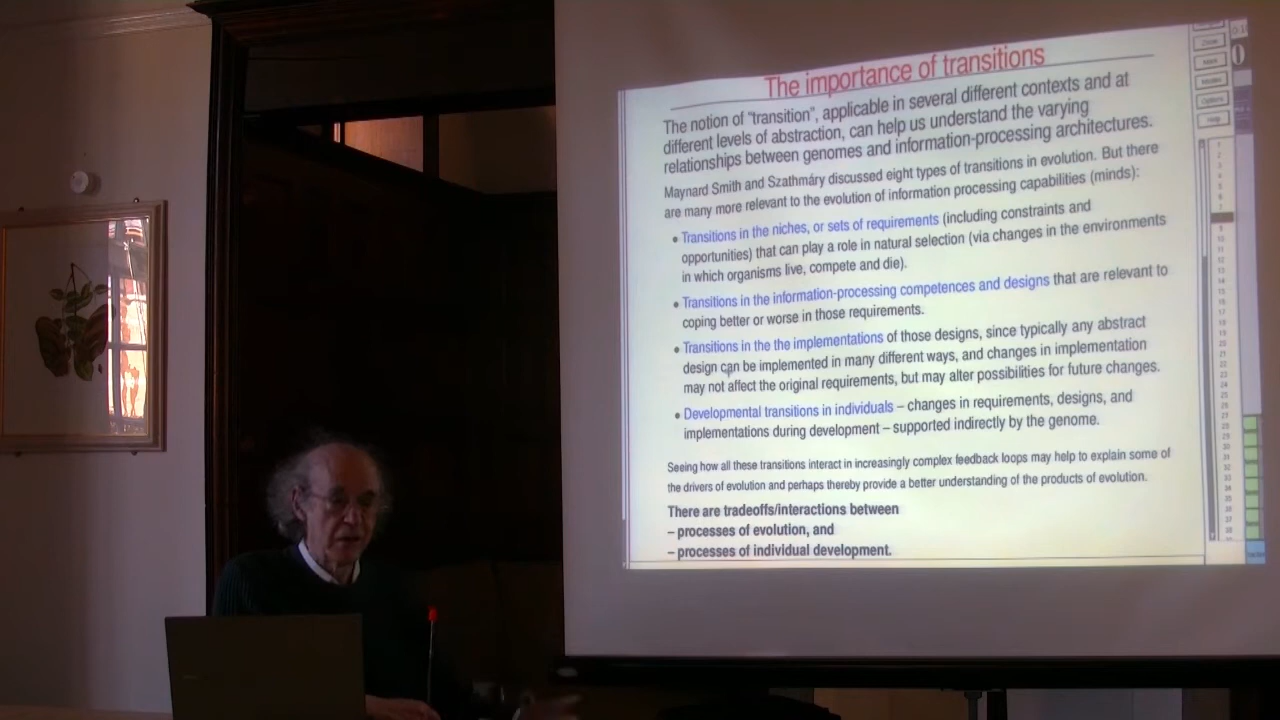 The importance of transitions
The notion of "transition", applicable in several different contexts and at
different levels of abstraction, can help us understand the varying
relationships between genomes and information-processing architectures.
Maynard Smith and Szathmáry discussed eight types of transitions in evolution. But there
are many more relevant to the evolution of information processing capabilities (minds):
• Transitions in the niches, or sets of requirements (including constraints and
opportunities) that can play a role in natural selection (via changes in the environments
in which organisms live, compete and die).
• Transitions in the information-processing competences and designs that are relevant to
coping better or worse in those requirements.
• Transitions in the the implementations of those designs, since typically any abstract
design can be implemented in many different ways, and changes in implementation
may not affect the original requirements, but may alter possibilities for future changes.
• Developmental transitions in individuals – changes in requirements, designs, and
implementations during development – supported indirectly by the genome.
Seeing how all these transitions interact in increasingly complex feedback loops may help to explain some of
the drivers of evolution and perhaps thereby provide a better understanding of the products of evolution.
There are tradeoffs/interactions between
– processes of evolution, and
– processes of individual development.